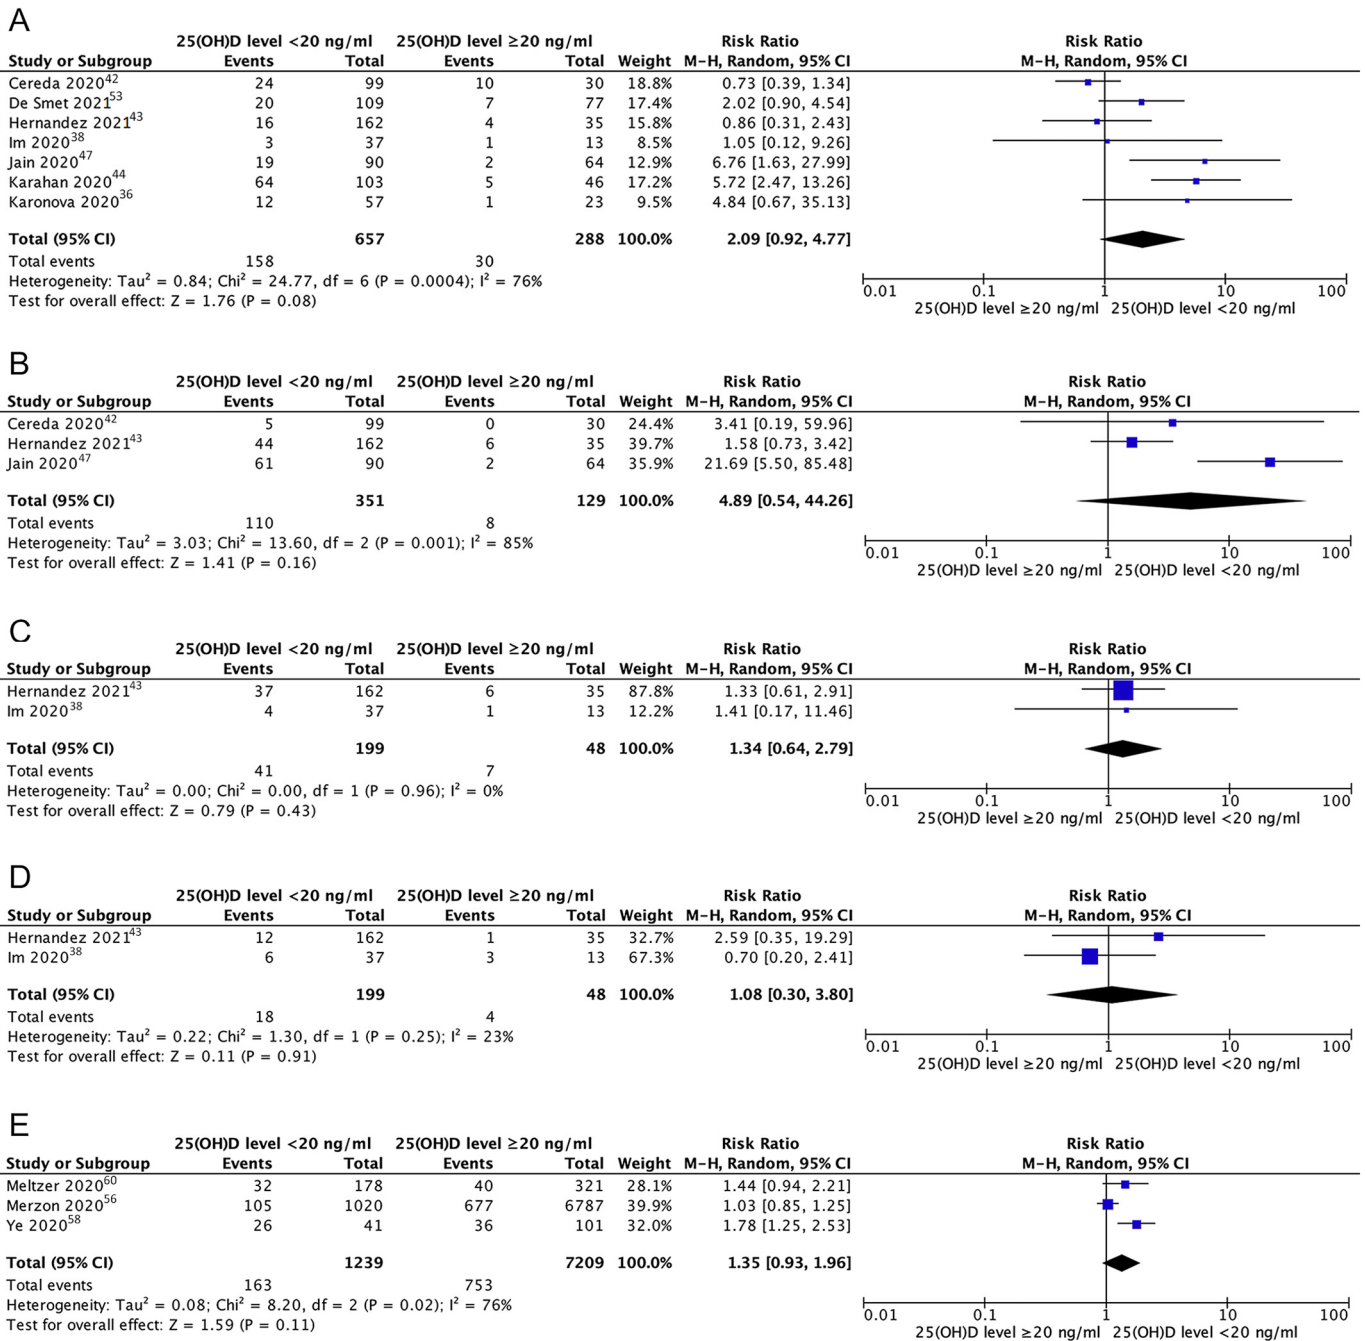 A
25(OH)D level <20 ng/ml 25(OH)D level ≥20 ng/ml Risk Ratio Risk Ratio
Study or Subgroup Events Total Events Total Weight M-H, Random, 95% CI M-H, Random, 95% CI
Cereda 2020⁴² 24 99 10 30 18.8% 0.73 [0.39, 1.34]
De Smet 2021⁵³ 20 109 7 77 17.4% 2.02 [0.90, 4.54]
Hernandez 2021⁴³ 16 162 4 35 15.8% 0.86 [0.31, 2.43]
Im 2020³⁸ 3 37 1 13 8.5% 1.05 [0.12, 9.26]
Jain 2020⁴⁷ 19 90 2 64 12.9% 6.76 [1.63, 27.99]
Karahan 2020⁴⁴ 64 103 5 46 17.2% 5.72 [2.47, 13.26]
Karonova 2020³⁶ 12 57 1 23 9.5% 4.84 [0.67, 35.13]
Total (95% CI) 657 288 100.0% 2.09 [0.92, 4.77]
Total events 158 30
Heterogeneity: Tau² = 0.84; Chi² = 24.77, df = 6 (P = 0.0004); I² = 76%
Test for overall effect: Z = 1.76 (P = 0.08)
0.01 0.1 1 10 100
25(OH)D level ≥20 ng/ml 25(OH)D level <20 ng/ml
B
25(OH)D level <20 ng/ml 25(OH)D level ≥20 ng/ml Risk Ratio Risk Ratio
Study or Subgroup Events Total Events Total Weight M-H, Random, 95% CI M-H, Random, 95% CI
Cereda 2020⁴² 5 99 0 30 24.4% 3.41 [0.19, 59.96]
Hernandez 2021⁴³ 44 162 6 35 39.7% 1.58 [0.73, 3.42]
Jain 2020⁴⁷ 61 90 2 64 35.9% 21.69 [5.50, 85.48]
Total (95% CI) 351 129 100.0% 4.89 [0.54, 44.26]
Total events 110 8
Heterogeneity: Tau² = 3.03; Chi² = 13.60, df = 2 (P = 0.001); I² = 85%
Test for overall effect: Z = 1.41 (P = 0.16)
0.01 0.1 1 10 100
25(OH)D level ≥20 ng/ml 25(OH)D level <20 ng/ml
C
25(OH)D level <20 ng/ml 25(OH)D level ≥20 ng/ml Risk Ratio Risk Ratio
Study or Subgroup Events Total Events Total Weight M-H, Random, 95% CI M-H, Random, 95% CI
Hernandez 2021⁴³ 37 162 6 35 87.8% 1.33 [0.61, 2.91]
Im 2020³⁸ 4 37 1 13 12.2% 1.41 [0.17, 11.46]
Total (95% CI) 199 48 100.0% 1.34 [0.64, 2.79]
Total events 41 7
Heterogeneity: Tau² = 0.00; Chi² = 0.00, df = 1 (P = 0.96); I² = 0%
Test for overall effect: Z = 0.79 (P = 0.43)
0.01 0.1 1 10 100
25(OH)D level ≥20 ng/ml 25(OH)D level <20 ng/ml
D
25(OH)D level <20 ng/ml 25(OH)D level ≥20 ng/ml Risk Ratio Risk Ratio
Study or Subgroup Events Total Events Total Weight M-H, Random, 95% CI M-H, Random, 95% CI
Hernandez 2021⁴³ 12 162 1 35 32.7% 2.59 [0.35, 19.29]
Im 2020³⁸ 6 37 3 13 67.3% 0.70 [0.20, 2.41]
Total (95% CI) 199 48 100.0% 1.08 [0.30, 3.80]
Total events 18 4
Heterogeneity: Tau² = 0.22; Chi² = 1.30, df = 1 (P = 0.25); I² = 23%
Test for overall effect: Z = 0.11 (P = 0.91)
0.01 0.1 1 10 100
25(OH)D level ≥20 ng/ml 25(OH)D level <20 ng/ml
E
25(OH)D level <20 ng/ml 25(OH)D level ≥20 ng/ml Risk Ratio Risk Ratio
Study or Subgroup Events Total Events Total Weight M-H, Random, 95% CI M-H, Random, 95% CI
Meltzer 2020⁶⁰ 32 178 40 321 28.1% 1.44 [0.94, 2.21]
Merzon 2020⁵⁶ 105 1020 677 6787 39.9% 1.03 [0.85, 1.25]
Ye 2020⁵⁸ 26 41 36 101 32.0% 1.78 [1.25, 2.53]
Total (95% CI) 1239 7209 100.0% 1.35 [0.93, 1.96]
Total events 163 753
Heterogeneity: Tau² = 0.08; Chi² = 8.20, df = 2 (P = 0.02); I² = 76%
Test for overall effect: Z = 1.59 (P = 0.11)
0.01 0.1 1 10 100
25(OH)D level ≥20 ng/ml 25(OH)D level <20 ng/ml